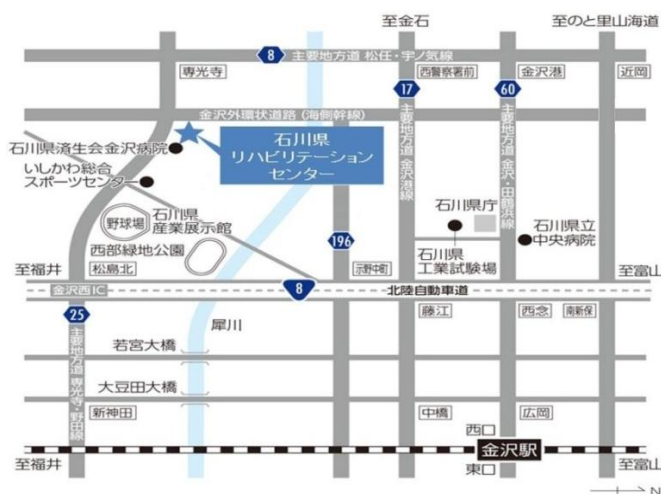 至金石
至のと里山海道
8
主要地方道 松任・宇ノ気線
専光寺
西警察署前
金沢港
近岡
17
60
金沢外環状道路 (海側幹線)
石川県
リハビリテーション
センター
石川県済生会金沢病院
いしかわ総合
スポーツセンター
主要地方道 金沢港線
主要地方道 金沢・田鶴浜線
野球場
石川県
産業展示館
西部緑地公園
石川県庁
石川県
工業試験場
石川県立
中央病院
196
至福井
松島北
示野中町
至富山
金沢西IC
8
北陸自動車道
25
主要地方道 専光寺・野田線
犀川
藤江
西念
南新保
若宮大橋
大豆田大橋
新神田
中橋
広岡
西口
金沢駅
至福井
東口
至富山
N